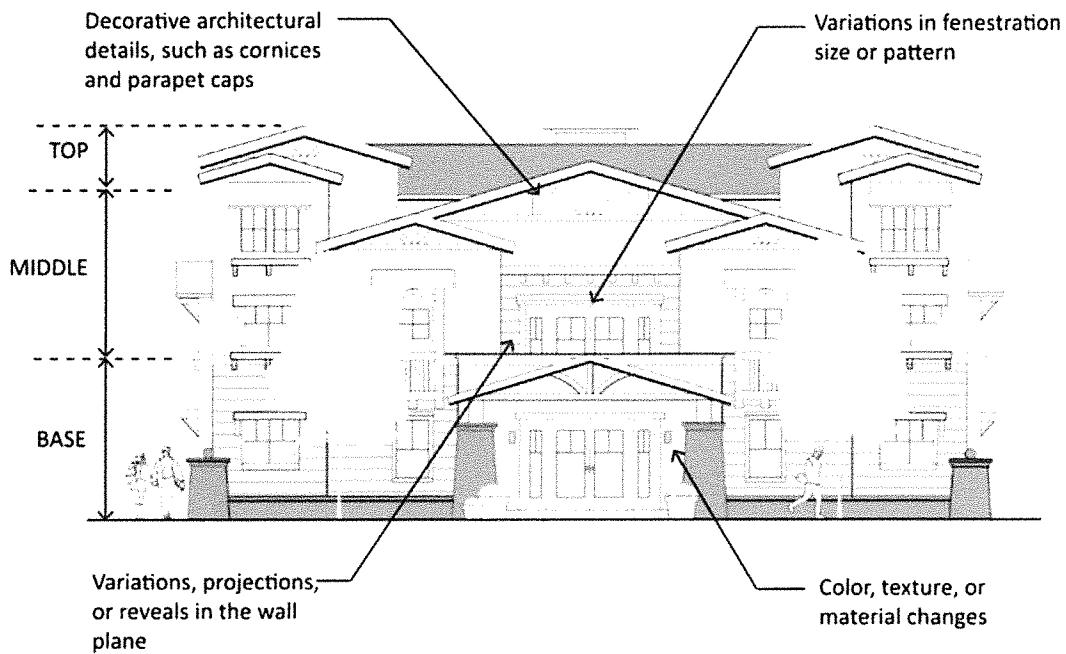 Decorative architectural
details, such as cornices
and parapet caps
Variations in fenestration
size or pattern
TOP
MIDDLE
BASE
Variations, projections,
or reveals in the wall
plane
Color, texture, or
material changes